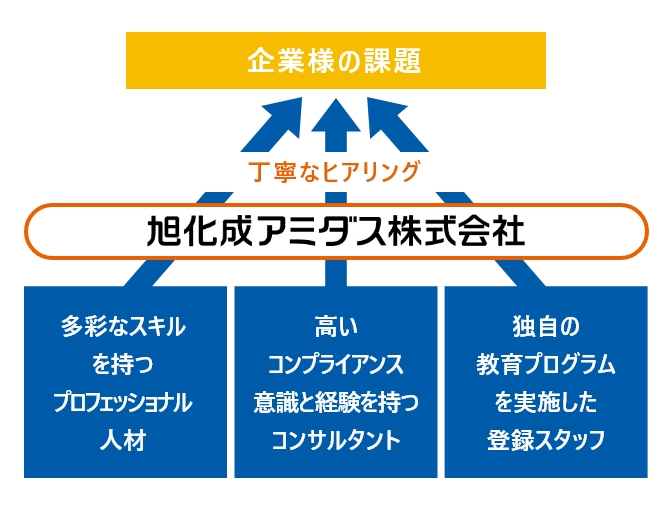 企業様の課題
丁寧なヒアリング
旭化成アミダス株式会社
多彩なスキル
を持つ
プロフェッショナル
人材
高い
コンプライアンス
意識と経験を持つ
コンサルタント
独自の
教育プログラム
を実施した
登録スタッフ